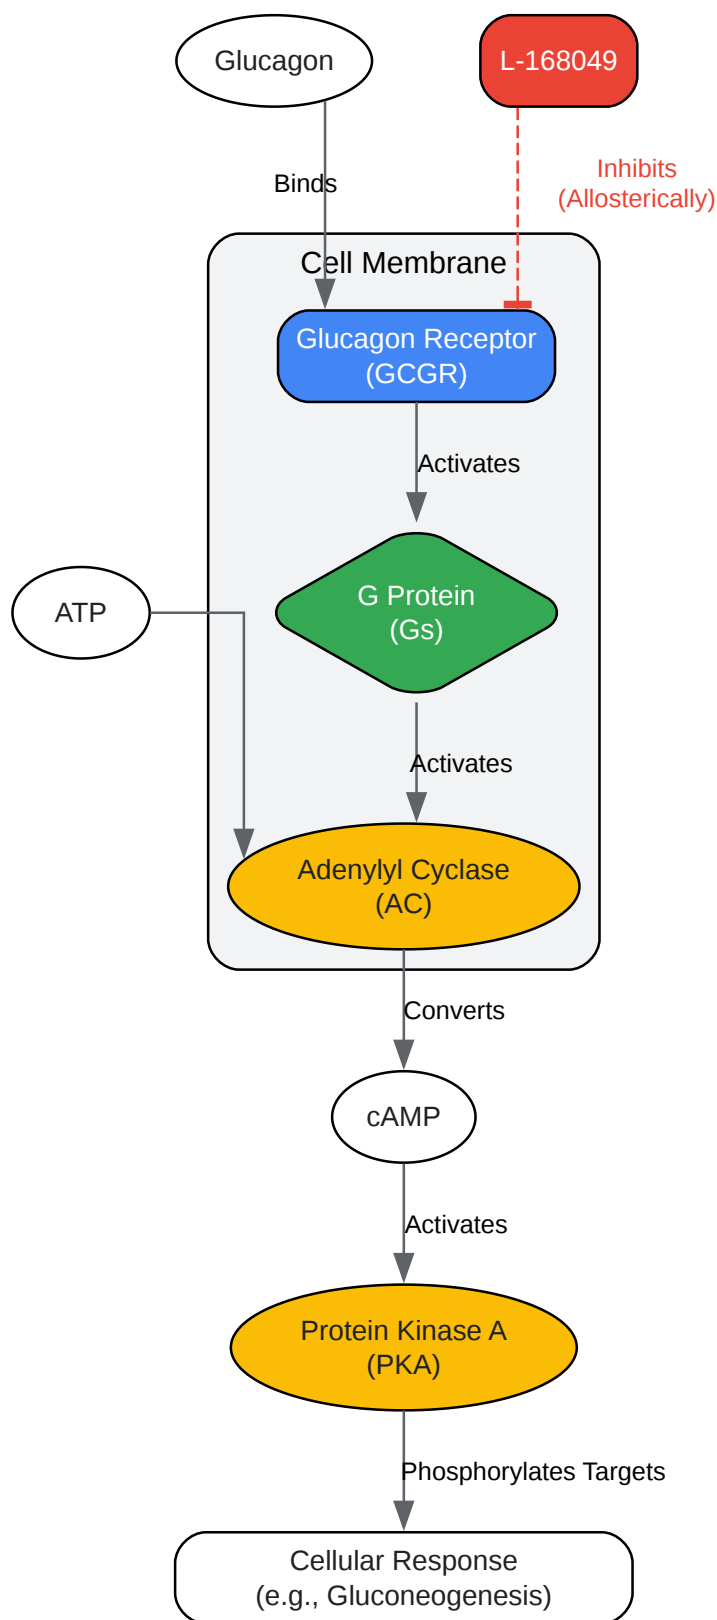 Glucagon
L-168049
Binds
Inhibits
(Allosterically)
Cell Membrane
Glucagon Receptor
(GCGR)
Activates
G Protein
(Gs)
ATP
Activates
Adenylyl Cyclase
(AC)
Converts
cAMP
Activates
Protein Kinase A
(PKA)
Phosphorylates Targets
Cellular Response
(e.g., Gluconeogenesis)